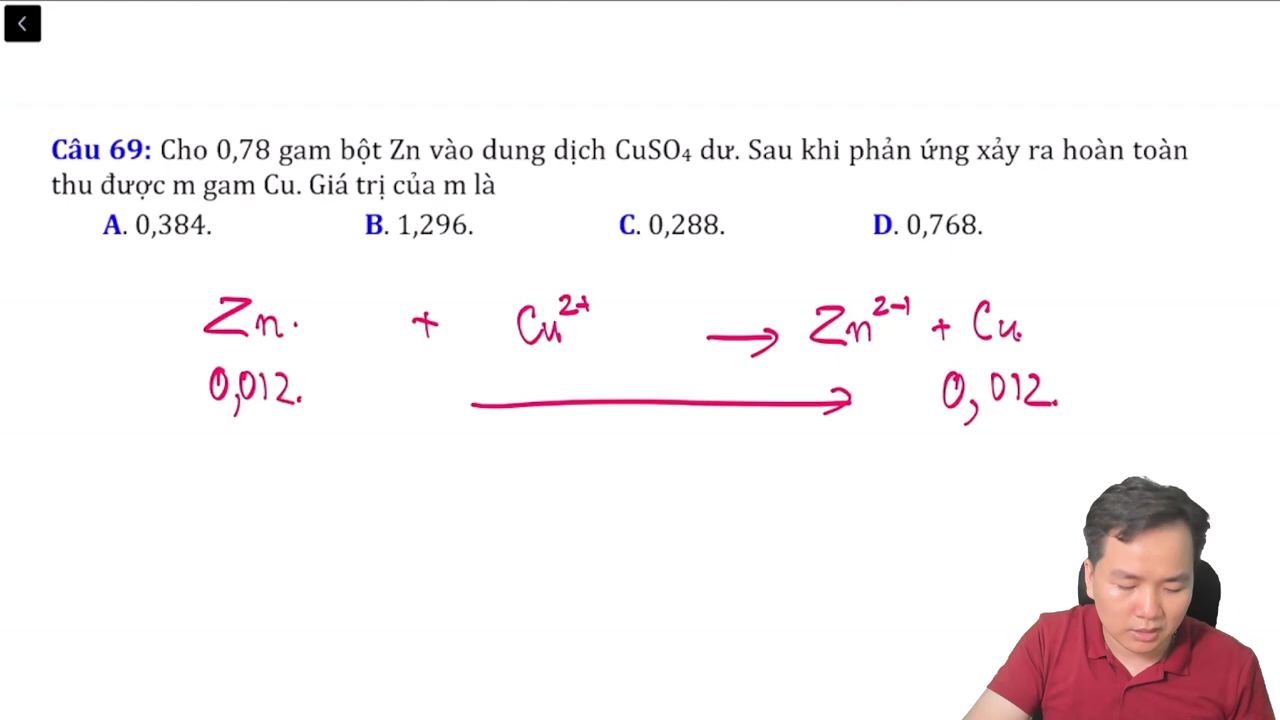 Câu 69: Cho 0,78 gam bột Zn vào dung dịch CuSO₄ dư. Sau khi phản ứng xảy ra hoàn toàn
thu được m gam Cu. Giá trị của m là
A. 0,384. B. 1,296. C. 0,288. D. 0,768.
Zn + Cu²⁺ → Zn²⁺ + Cu
0,012. → 0,012.